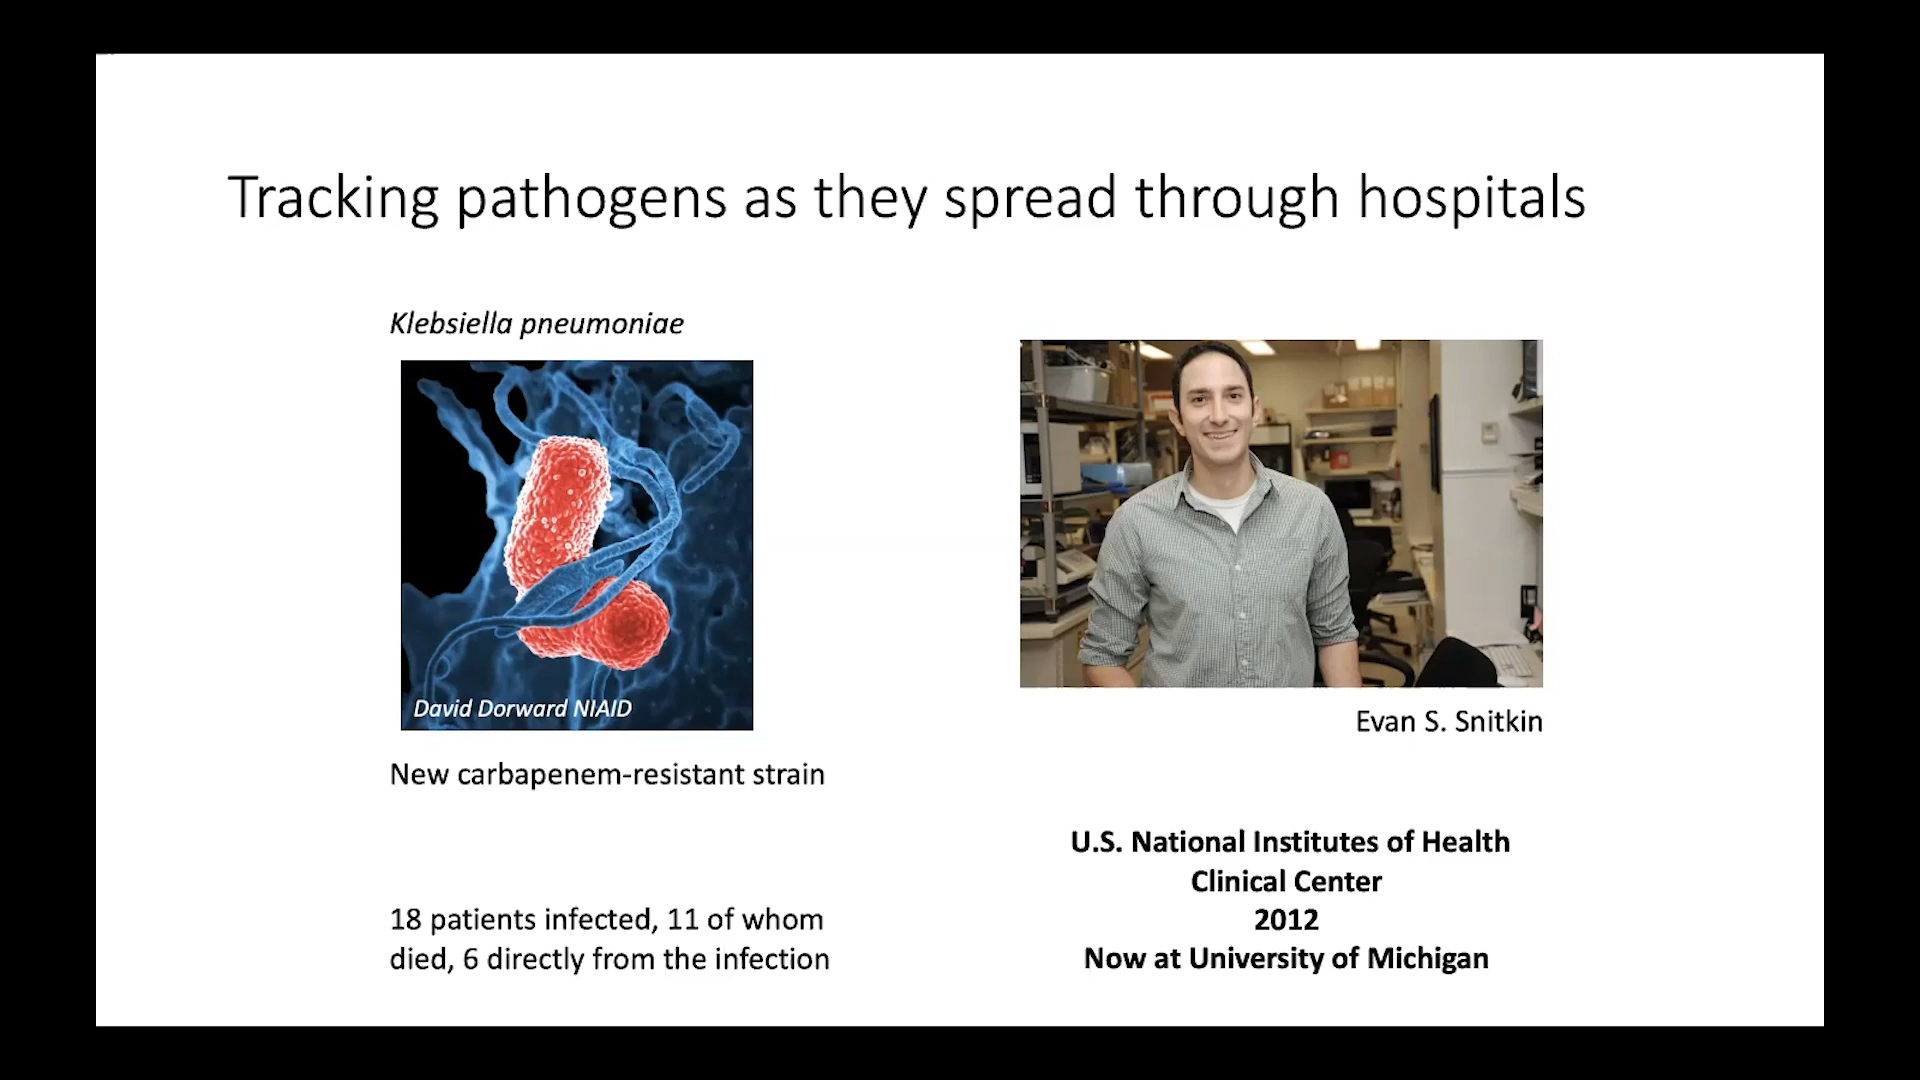 Tracking pathogens as they spread through hospitals
Klebsiella pneumoniae
David Dorward NIAID
New carbapenem-resistant strain
18 patients infected, 11 of whom
died, 6 directly from the infection
Evan S. Snitkin
U.S. National Institutes of Health
Clinical Center
2012
Now at University of Michigan